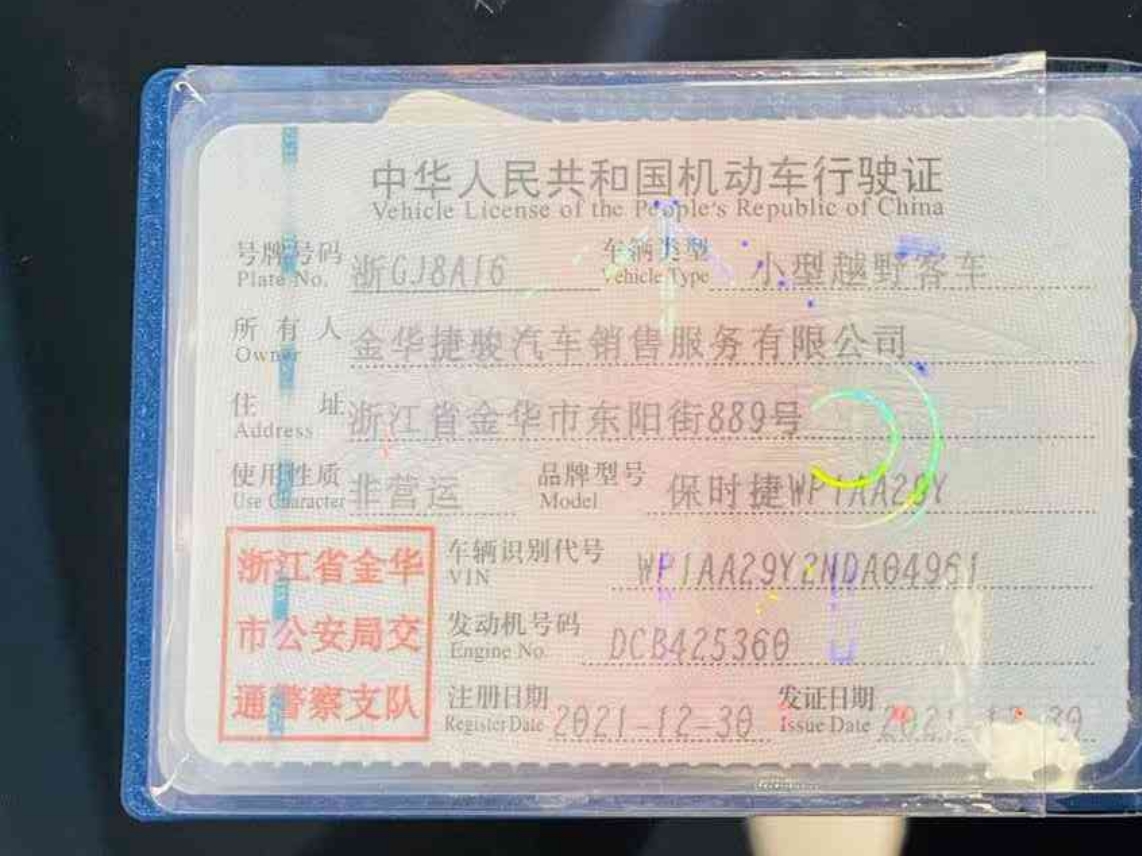 中华人民共和国机动车行驶证
Vehicle License of the People's Republic of China
号牌号码 浙GJ8A16 车辆类型 小型越野客车
Plate No. Vehicle Type
所有人 金华捷骏汽车销售服务有限公司
Owner
住址 浙江省金华市东阳街889号
Address
使用性质 非营运 品牌型号 保时捷WP1AA29Y
Use Character Model
浙江省金华
市公安局交
通警察支队
车辆识别代号 WP1AA29Y2NDA04961
VIN
发动机号码 DCB425360
Engine No.
注册日期 2021-12-30 发证日期 2021-12-30
Register Date Issue Date